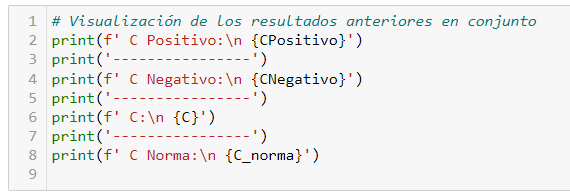 1 # Visualización de los resultados anteriores en conjunto
2 print(f' C Positivo:\n {CPositivo}')
3 print('----------------')
4 print(f' C Negativo:\n {CNegativo}')
5 print('----------------')
6 print(f' C:\n {C}')
7 print('----------------')
8 print(f' C Norma:\n {C_norma}')
9